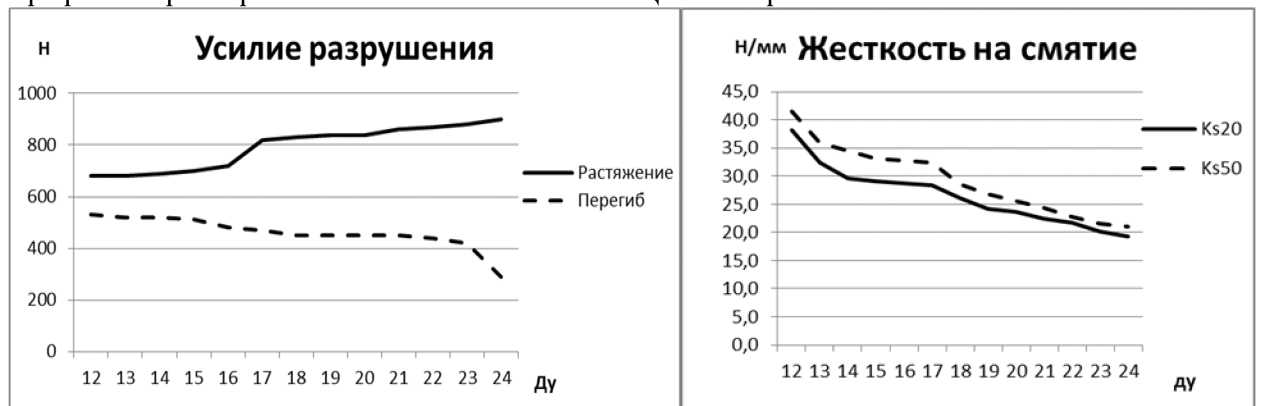 Н
Усилие разрушения
1000
800
600
400
200
0
12 13 14 15 16 17 18 19 20 21 22 23 24
Ду
Растяжение
Перегиб
Н/мм
Жесткость на смятие
45,0
40,0
35,0
30,0
25,0
20,0
15,0
10,0
5,0
0,0
12 13 14 15 16 17 18 19 20 21 22 23 24
ду
Ks20
Ks50